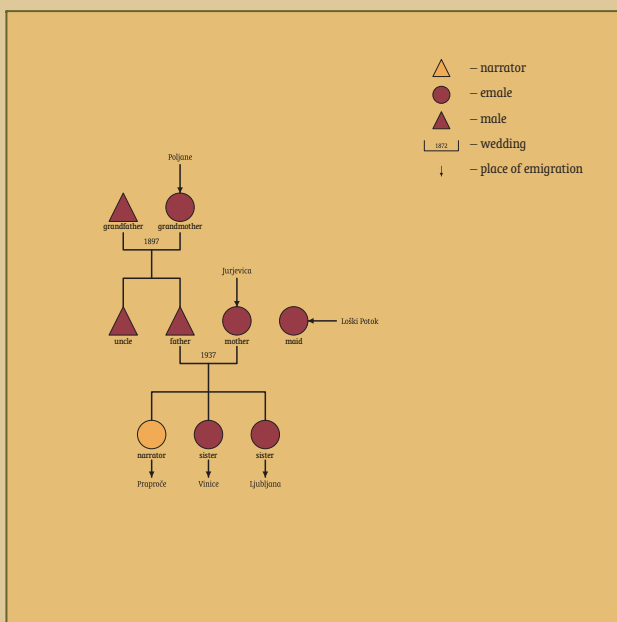 – narrator
– emale
– male
1872
– wedding
– place of emigration
Poljane
grandfather
grandmother
1897
Jurjevica
Loški Potok
uncle
father
mother
maid
1937
narrator
sister
sister
Praproče
Vinice
Ljubljana